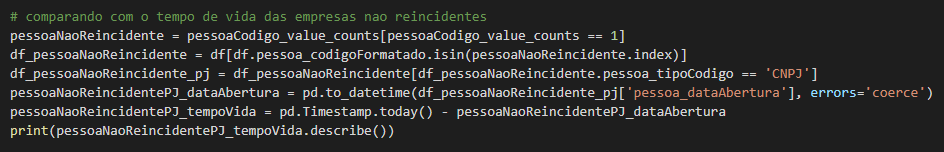 # comparando com o tempo de vida das empresas nao reincidentes
pessoaNaoReincidente = pessoaCodigo_value_counts[pessoaCodigo_value_counts == 1]
df_pessoaNaoReincidente = df[df.pessoa_codigoFormatado.isin(pessoaNaoReincidente.index)]
df_pessoaNaoReincidente_pj = df_pessoaNaoReincidente[df_pessoaNaoReincidente.pessoa_tipoCodigo == 'CNPJ']
pessoaNaoReincidentePJ_dataAbertura = pd.to_datetime(df_pessoaNaoReincidente_pj['pessoa_dataAbertura'], errors='coerce')
pessoaNaoReincidentePJ_tempoVida = pd.Timestamp.today() - pessoaNaoReincidentePJ_dataAbertura
print(pessoaNaoReincidentePJ_tempoVida.describe())